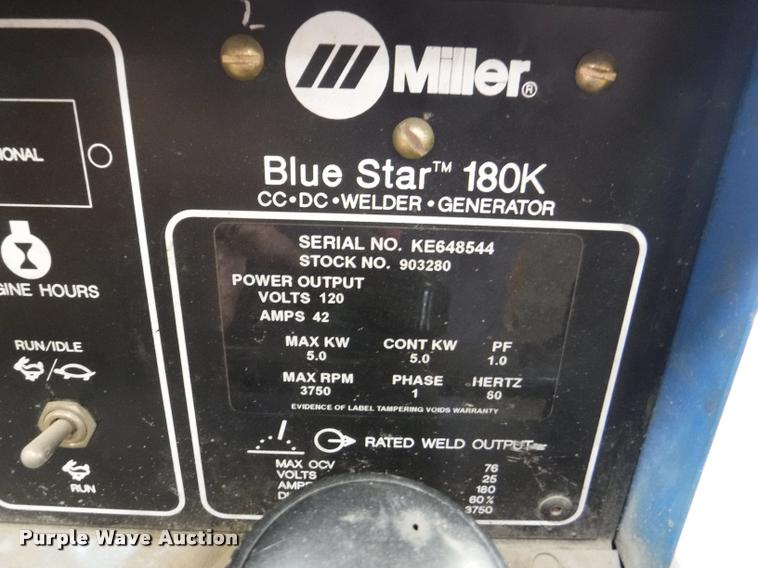 Miller®
Blue Star™ 180K
CC•DC•WELDER•GENERATOR
SERIAL NO. KE648544
STOCK NO. 903280
POWER OUTPUT
VOLTS 120
AMPS 42
MAX KW CONT KW PF
5.0 5.0 1.0
MAX RPM PHASE HERTZ
3750 1 60
EVIDENCE OF LABEL TAMPERING VOIDS WARRANTY
RATED WELD OUTPUT
MAX OCV 76
VOLTS 25
180
60%
3750
HOURS
RUN/IDLE
RUN
Purple Wave Auction